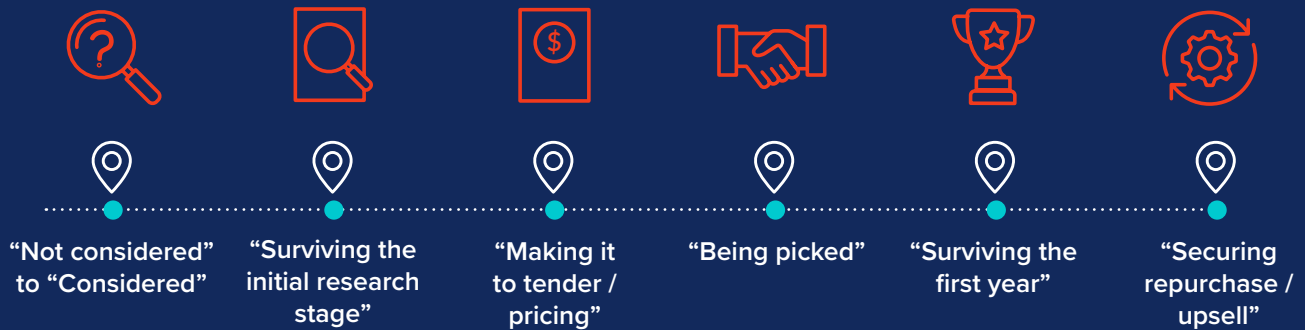 ?
$
“Not considered”
to “Considered”
“Surviving the
initial research
stage”
“Making it
to tender /
pricing”
“Being picked”
“Surviving the
first year”
“Securing
repurchase /
upsell”